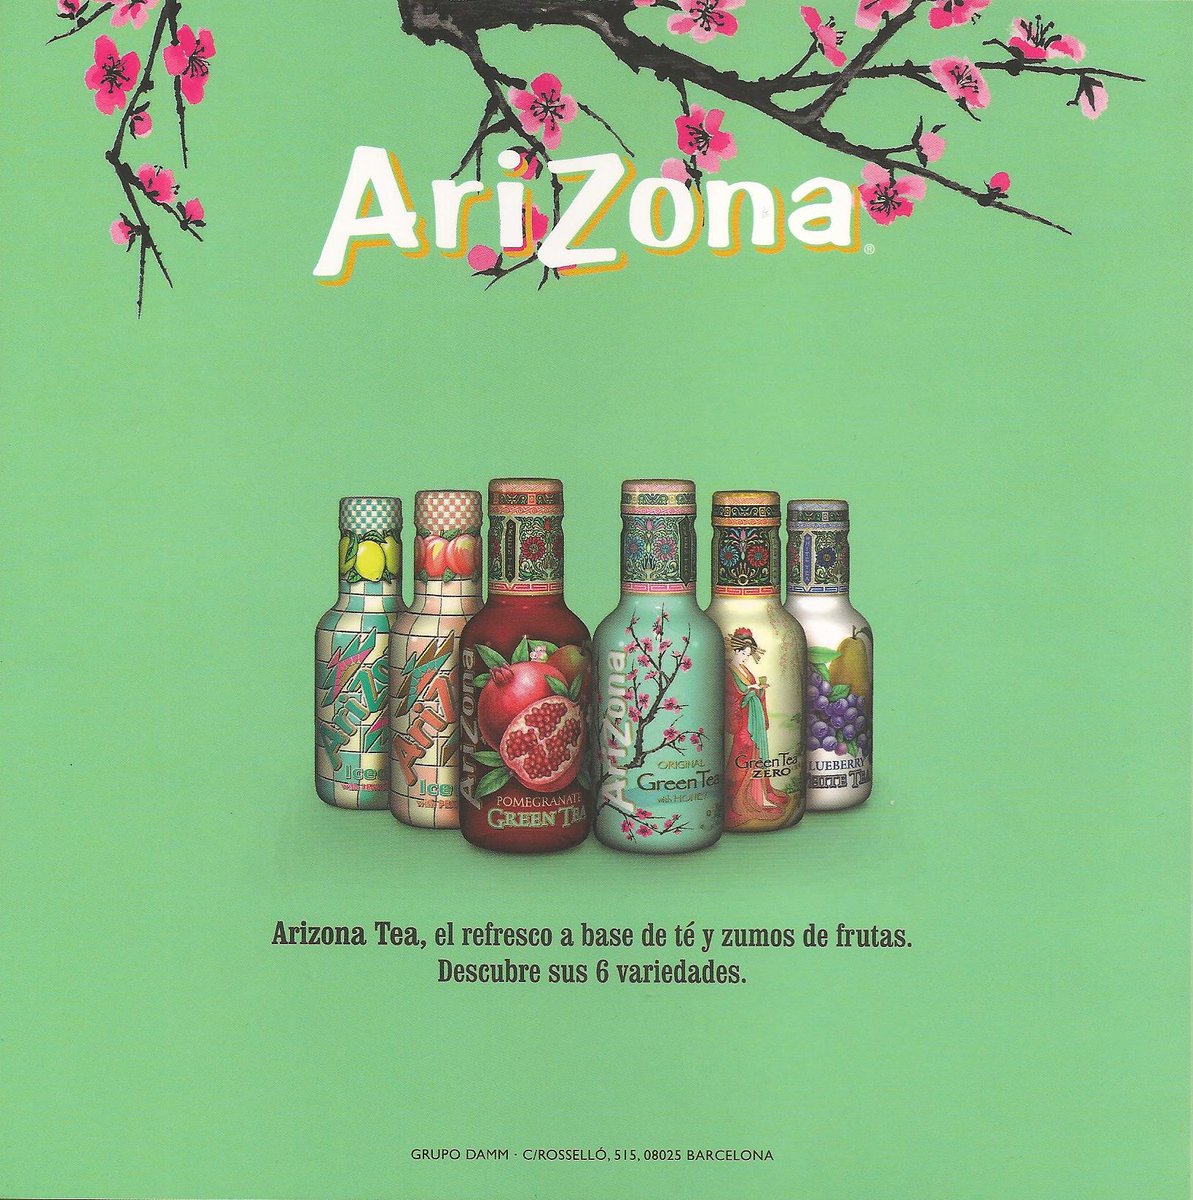 AriZona®
AriZona
Ice
AriZona
Ice
AriZona
POMEGRANATE
GREEN TEA
AriZona
ORIGINAL
Green Tea
with HONEY
Green Tea
ZERO
BLUEBERRY
WHITE TEA
Arizona Tea, el refresco a base de té y zumos de frutas.
Descubre sus 6 variedades.
GRUPO DAMM · C/ROSSELLÓ, 515, 08025 BARCELONA